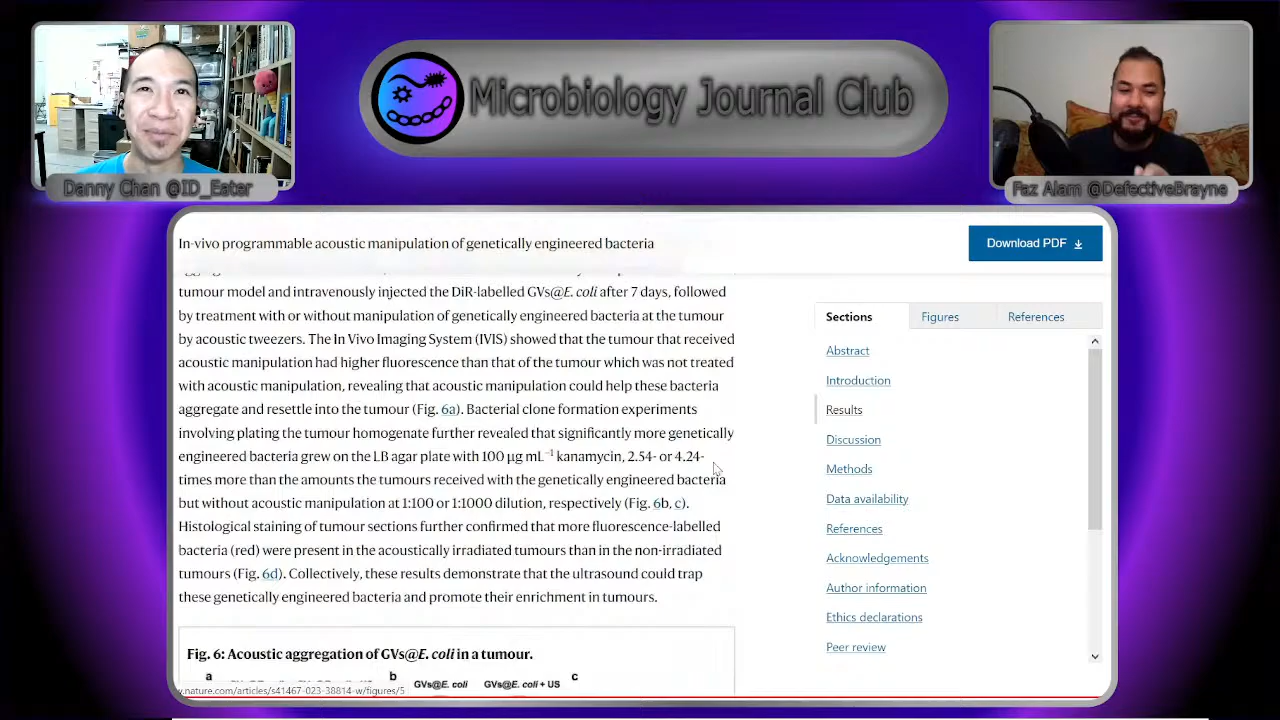 Microbiology Journal Club
Danny Chan @ID_Eater
Faz Alam @DefectiveBrayne
In-vivo programmable acoustic manipulation of genetically engineered bacteria
Download PDF
tumour model and intravenously injected the DiR-labelled GVs@E. coli after 7 days, followed
by treatment with or without manipulation of genetically engineered bacteria at the tumour
by acoustic tweezers. The In Vivo Imaging System (IVIS) showed that the tumour that received
acoustic manipulation had higher fluorescence than that of the tumour which was not treated
with acoustic manipulation, revealing that acoustic manipulation could help these bacteria
aggregate and resettle into the tumour (Fig. 6a). Bacterial clone formation experiments
involving plating the tumour homogenate further revealed that significantly more genetically
engineered bacteria grew on the LB agar plate with 100 μg mL⁻¹ kanamycin, 2.54- or 4.24-
times more than the amounts the tumours received with the genetically engineered bacteria
but without acoustic manipulation at 1:100 or 1:1000 dilution, respectively (Fig. 6b, c).
Histological staining of tumour sections further confirmed that more fluorescence-labelled
bacteria (red) were present in the acoustically irradiated tumours than in the non-irradiated
tumours (Fig. 6d). Collectively, these results demonstrate that the ultrasound could trap
these genetically engineered bacteria and promote their enrichment in tumours.
Fig. 6: Acoustic aggregation of GVs@E. coli in a tumour.
a
b
GVs@E. coli
GVs@E. coli + US
c
w.nature.com/articles/s41467-023-38814-w/figures/5
Sections
Figures
References
Abstract
Introduction
Results
Discussion
Methods
Data availability
References
Acknowledgements
Author information
Ethics declarations
Peer review